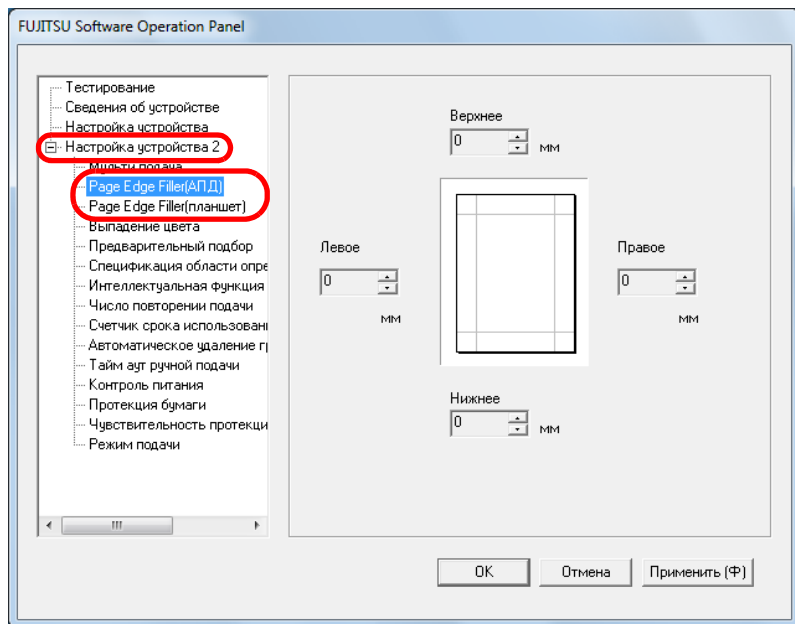 FUJITSU Software Operation Panel
Тестирование
Сведения об устройстве
Настройка устройства
Настройка устройства 2
Мульти подача
Page Edge Filler(АПД)
Page Edge Filler(планшет)
Выпадение цвета
Предварительный подбор
Спецификация области опре
Интеллектуальная функция
Число повторении подачи
Счетчик срока использовани
Автоматическое удаление гр
Тайм аут ручной подачи
Контроль питания
Протекция бумаги
Чувствительность протекци
Режим подачи
Верхнее
0 мм
Левое
0
мм
Правое
0
мм
Нижнее
0 мм
OK Отмена Применить (Ф)